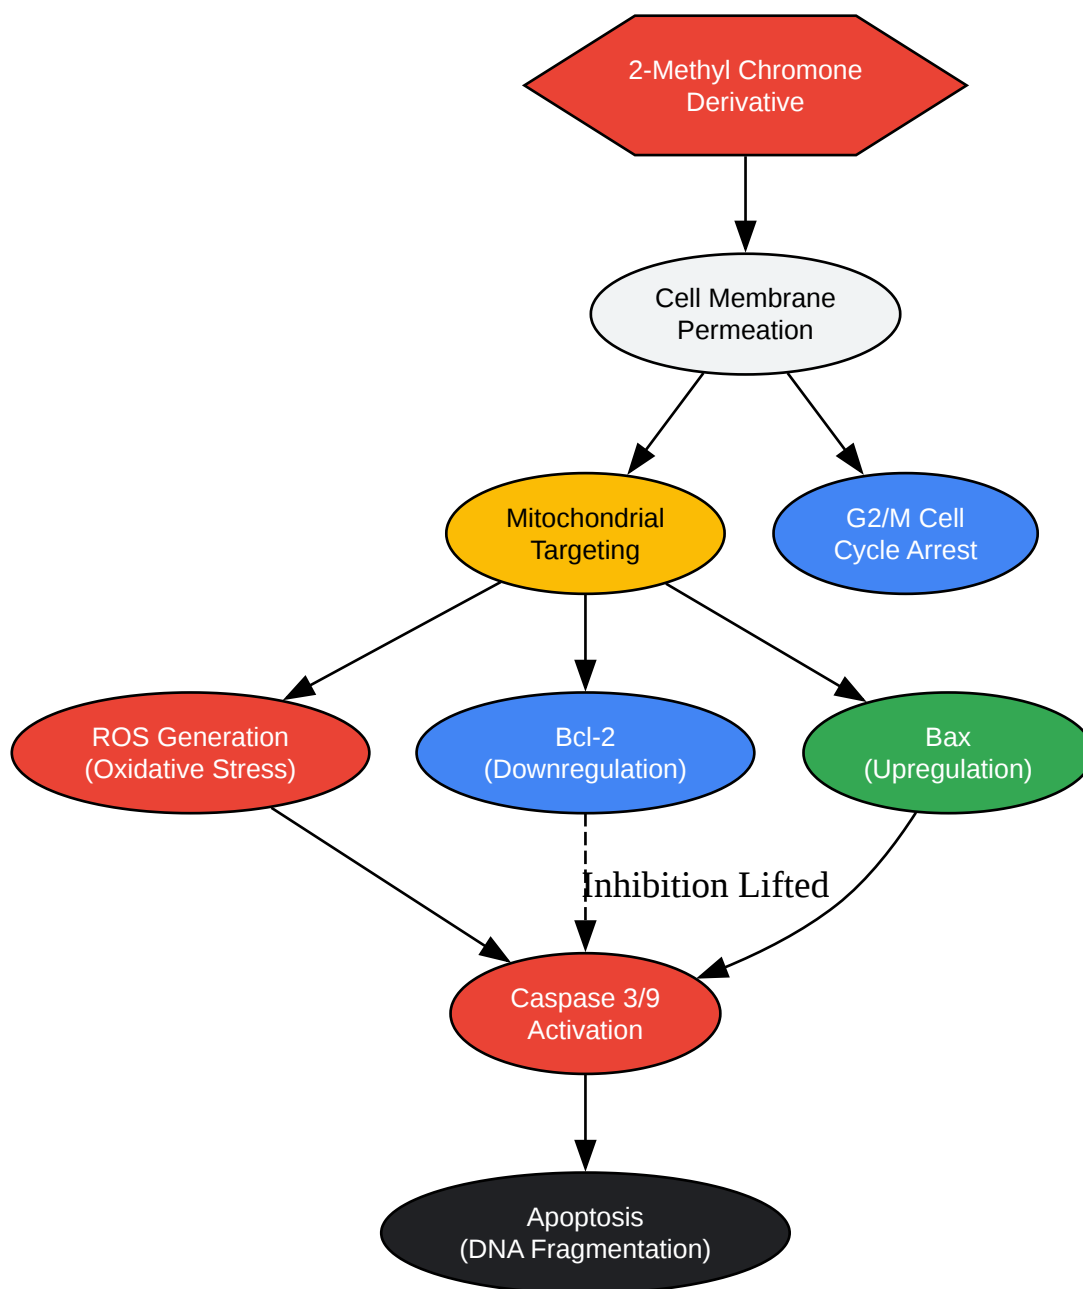 2-Methyl Chromone
Derivative
Cell Membrane
Permeation
Mitochondrial
Targeting
G2/M Cell
Cycle Arrest
ROS Generation
(Oxidative Stress)
Bcl-2
(Downregulation)
Bax
(Upregulation)
Inhibition Lifted
Caspase 3/9
Activation
Apoptosis
(DNA Fragmentation)